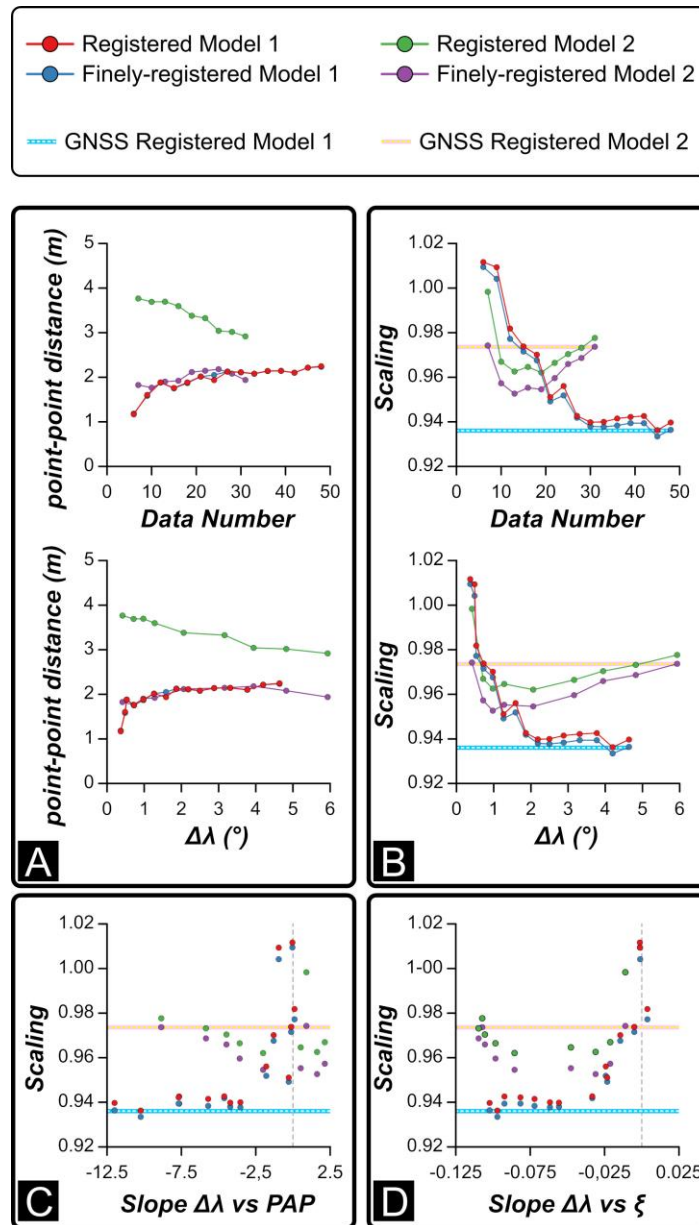 Registered Model 1
Registered Model 2
Finely-registered Model 1
Finely-registered Model 2
GNSS Registered Model 1
GNSS Registered Model 2
point-point distance (m)
5
4
3
2
1
0
0 10 20 30 40 50
Data Number
point-point distance (m)
5
4
3
2
1
0
0 1 2 3 4 5 6
Δλ (°)
A
Scaling
1.02
1.00
0.98
0.96
0.94
0.92
0 10 20 30 40 50
Data Number
Scaling
1.02
1.00
0.98
0.96
0.94
0.92
0 1 2 3 4 5 6
Δλ (°)
B
Scaling
1.02
1-00
0.98
0.96
0.94
0.92
-12.5 -7.5 -2,5 2.5
Slope Δλ vs PAP
C
Scaling
1.02
1-00
0.98
0.96
0.94
0.92
-0.125 -0.075 -0,025 0.025
Slope Δλ vs ξ
D